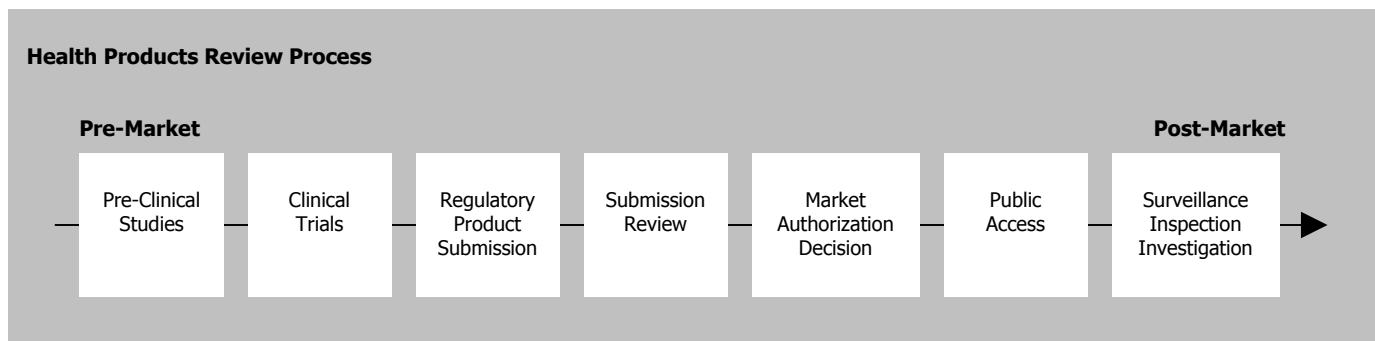 Health Products Review Process
Pre-Market
Post-Market
Pre-Clinical
Studies
Clinical
Trials
Regulatory
Product
Submission
Submission
Review
Market
Authorization
Decision
Public
Access
Surveillance
Inspection
Investigation